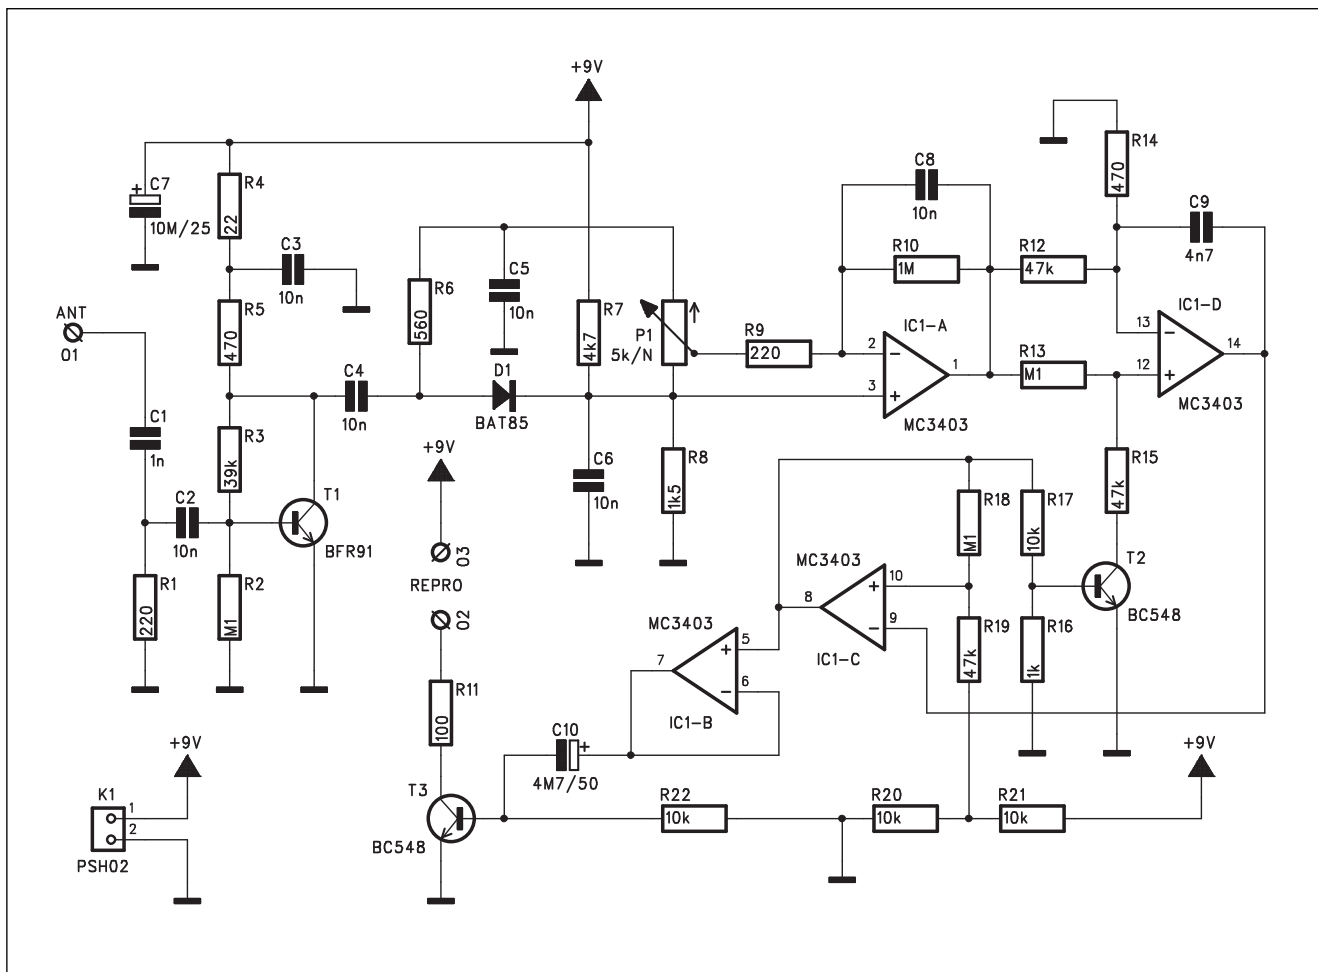 +9V
C7
+
10M/25
R4
22
C3
10n
R5
470
ANT
O1
C1
1n
R3
39k
C2
10n
T1
BFR91
R1
220
R2
M1
C4
10n
R6
560
C5
10n
D1
BAT85
R7
4k7
P1
5k/N
C6
10n
R8
1k5
R9
220
C8
10n
R10
1M
IC1-A
2
−
3
+
1
MC3403
R12
47k
R13
M1
R14
470
C9
4n7
IC1-D
13
−
12
+
14
MC3403
R15
47k
R18
M1
R17
10k
T2
BC548
R19
47k
R16
1k
MC3403
8
+
10
−
9
IC1-C
MC3403
7
+
5
−
6
IC1-B
+9V
O3
REPRO
O2
R11
100
C10
+
4M7/50
T3
BC548
R22
10k
R20
10k
R21
10k
+9V
+9V
K1
1
2
PSH02